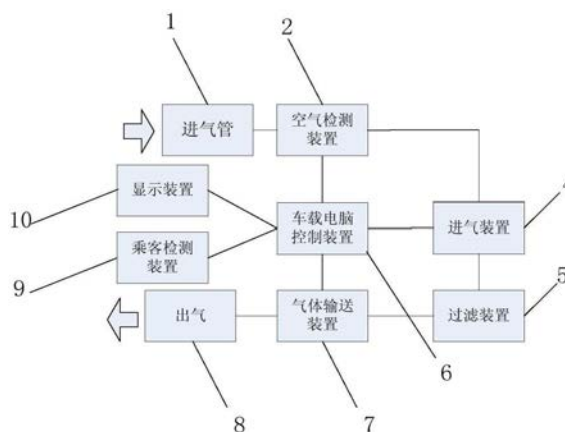 1
2
进气管
空气检测
装置
显示装置
10
车载电脑
控制装置
进气装置
4
乘客检测
装置
9
5
出气
气体输送
装置
过滤装置
6
8
7